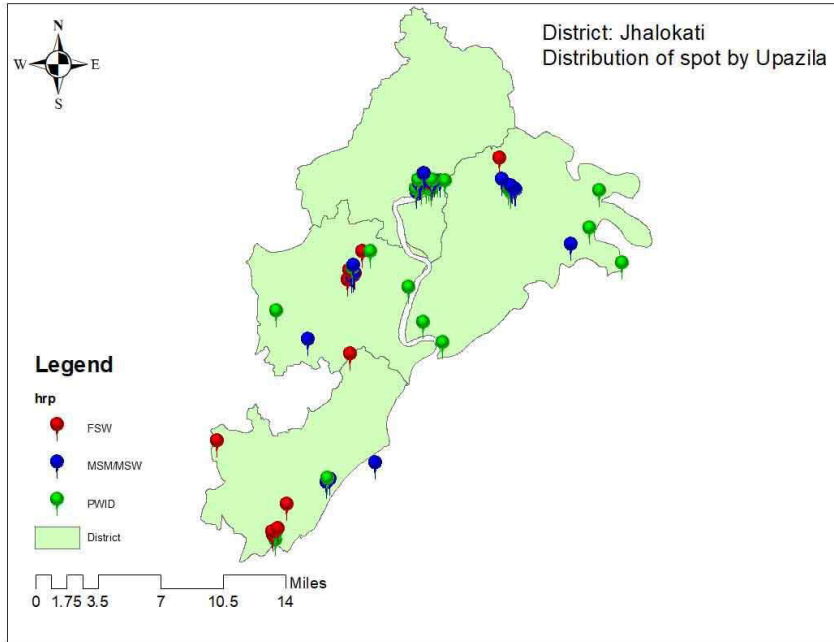 District: Jhalokati
Distribution of spot by Upazila
N
W E
S
Legend
hrp
FSW
MSM/MSW
PWID
District
Miles
0 1.75 3.5 7 10.5 14